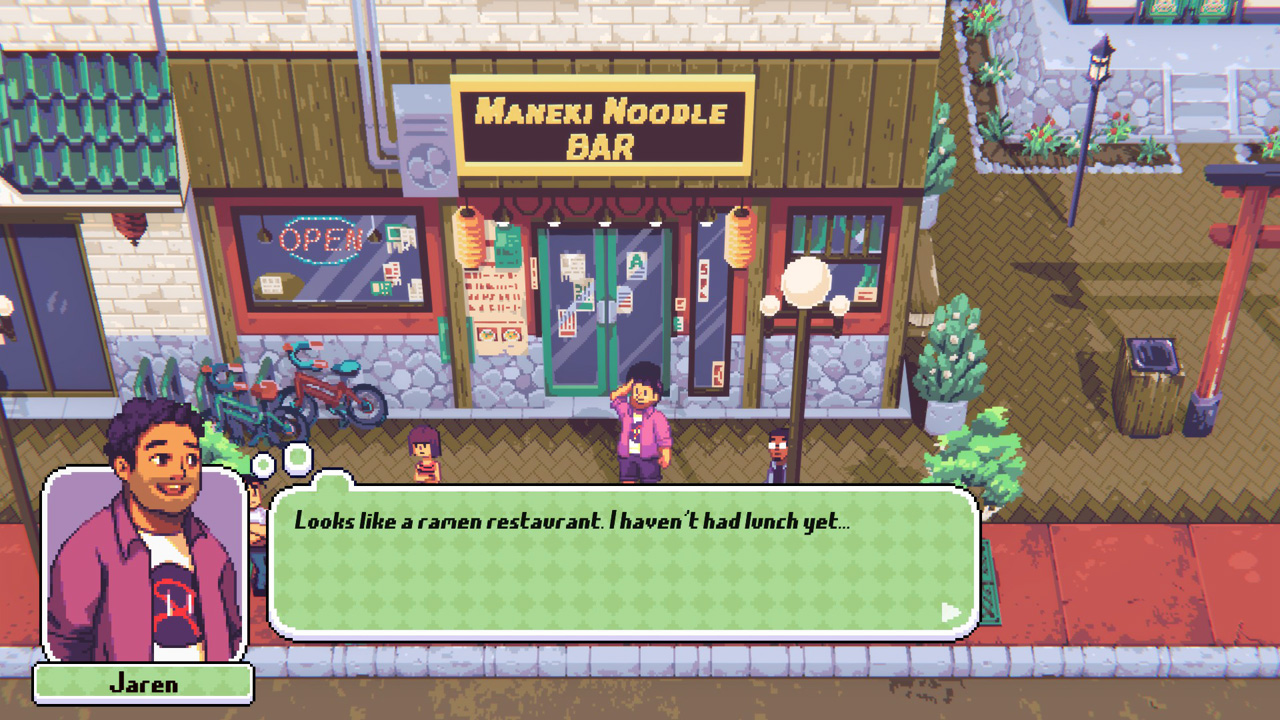 MANEKI NOODLE
BAR
OPEN
A
Looks like a ramen restaurant. I haven't had lunch yet...
Jaren